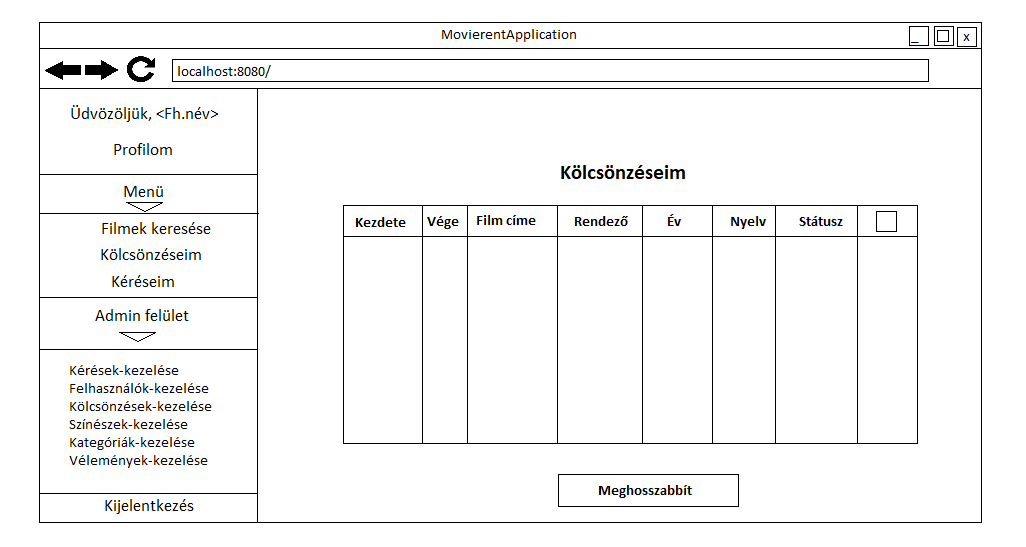 MovierentApplication
_ x
localhost:8080/
Üdvözöljük, <Fh.név>
Profilom
Menü
Filmek keresése
Kölcsönzéseim
Kéréseim
Admin felület
Kérések-kezelése
Felhasználók-kezelése
Kölcsönzések-kezelése
Színészek-kezelése
Kategóriák-kezelése
Vélemények-kezelése
Kijelentkezés
Kölcsönzéseim
Kezdete Vége Film címe Rendező Év Nyelv Státusz
Meghosszabbít